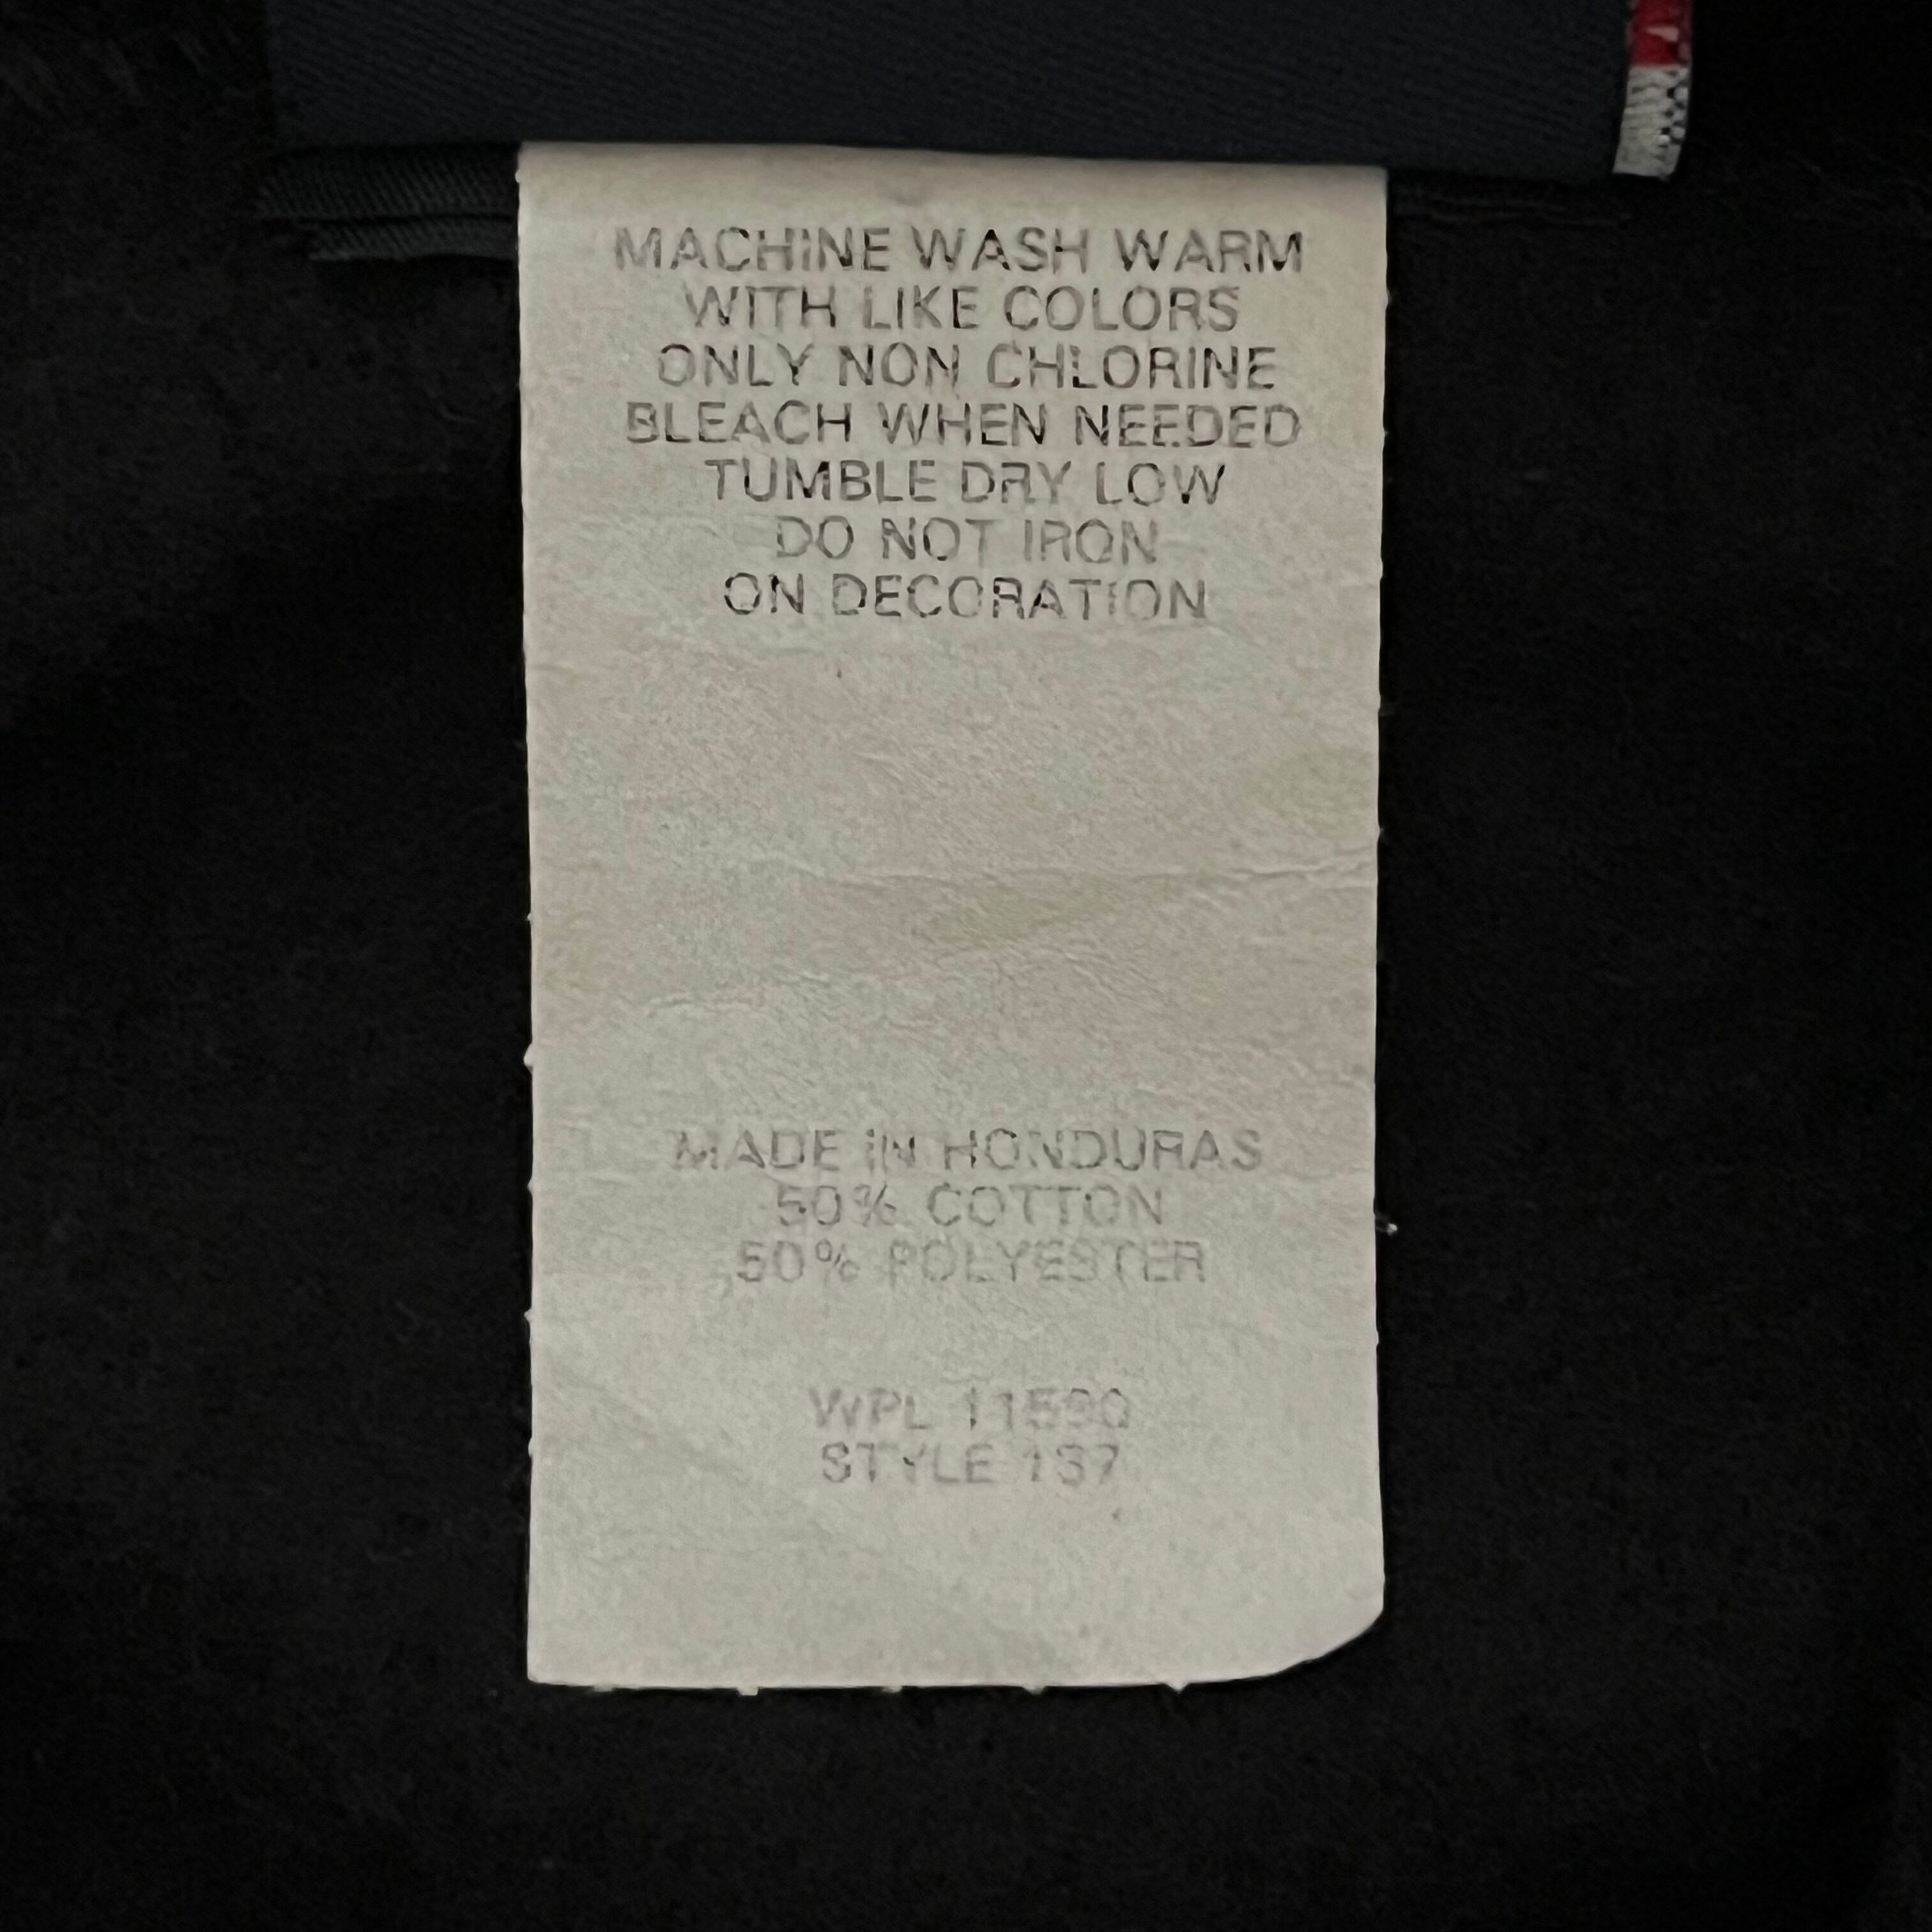 MACHINE WASH WARM
WITH LIKE COLORS
ONLY NON CHLORINE
BLEACH WHEN NEEDED
TUMBLE DRY LOW
DO NOT IRON
ON DECORATION
MADE IN HONDURAS
50% COTTON
50% POLYESTER
WPL 11590
STYLE 137